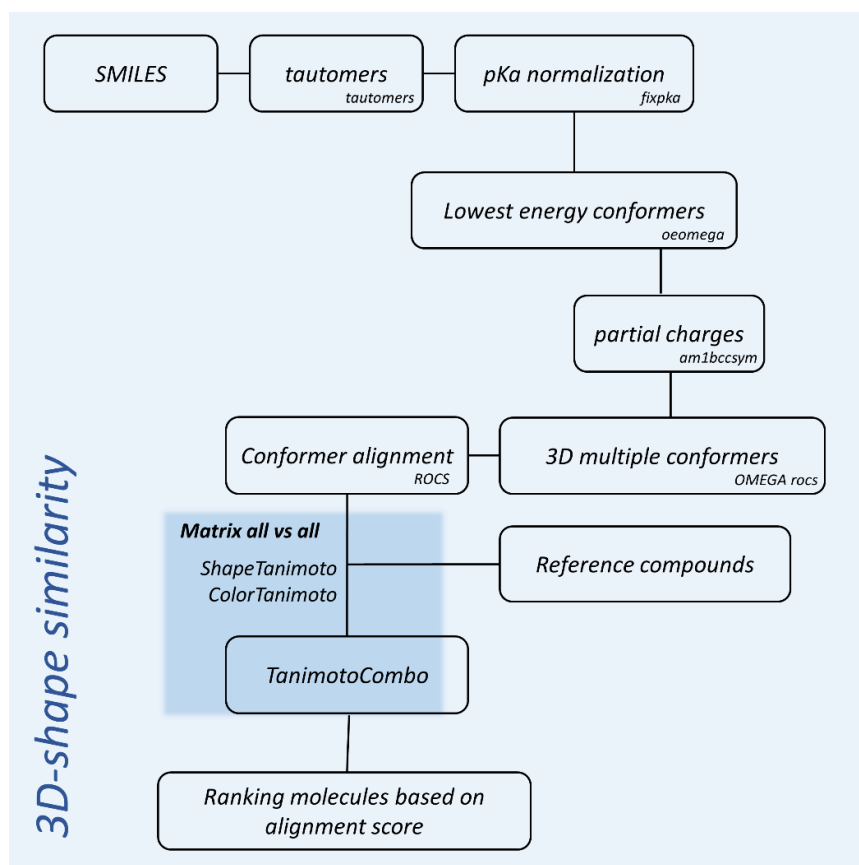 SMILES
tautomers
tautomers
pKa normalization
fixpka
Lowest energy conformers
oeomega
partial charges
am1bccsym
Conformer alignment
ROCS
3D multiple conformers
OMEGA rocs
Matrix all vs all
ShapeTanimoto
ColorTanimoto
Reference compounds
TanimotoCombo
Ranking molecules based on
alignment score
3D-shape similarity